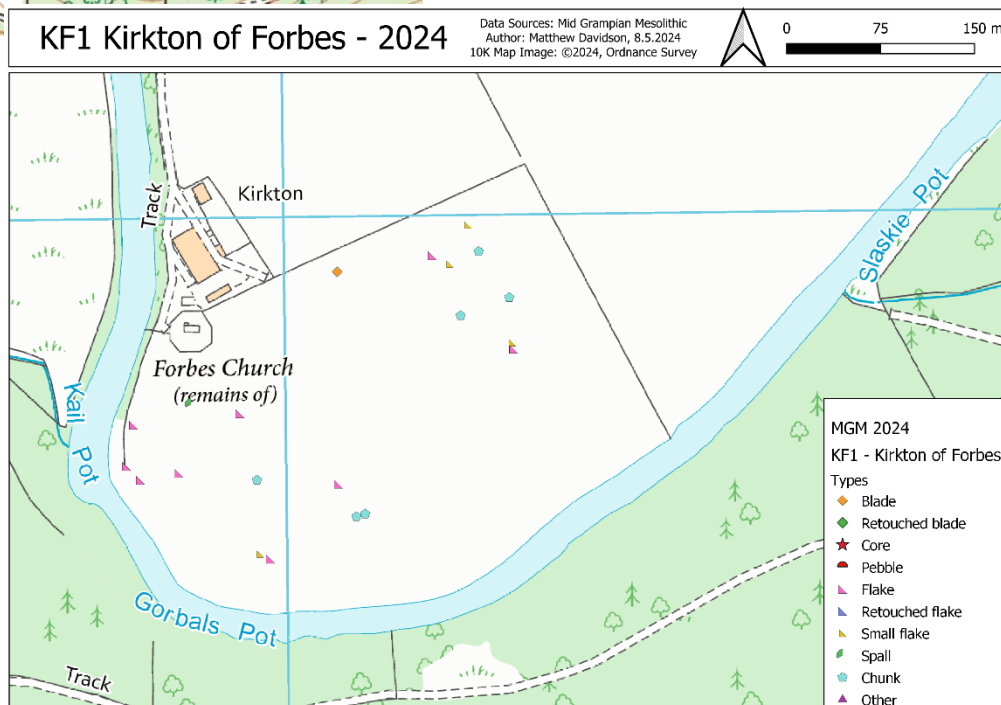 KF1 Kirkton of Forbes - 2024
Data Sources: Mid Grampian Mesolithic
Author: Matthew Davidson, 8.5.2024
10K Map Image: ©2024, Ordnance Survey
0 75 150 m
Track
Kirkton
Slaskie Pot
Forbes Church
(remains of)
Kail Pot
Gorbals Pot
Track
MGM 2024
KF1 - Kirkton of Forbes
Types
Blade
Retouched blade
Core
Pebble
Flake
Retouched flake
Small flake
Spall
Chunk
Other